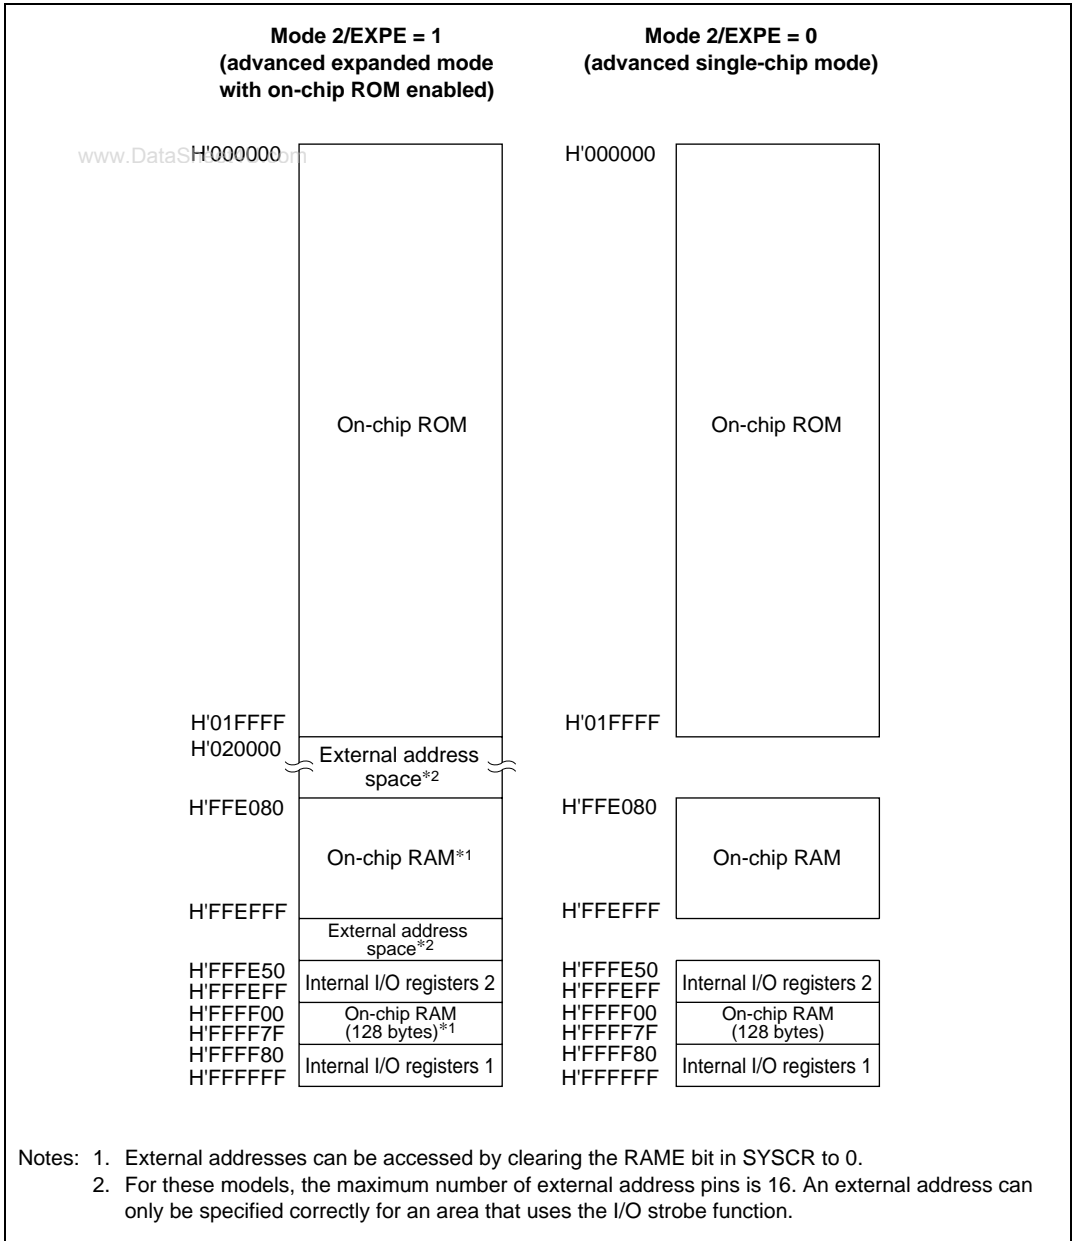 Mode 2/EXPE = 1
(advanced expanded mode
with on-chip ROM enabled)
Mode 2/EXPE = 0
(advanced single-chip mode)
H'000000
On-chip ROM
H'01FFFF
H'020000
External address
space*2
H'FFE080
On-chip RAM*1
H'FFEFFF
External address
space*2
H'FFFE50
Internal I/O registers 2
H'FFFEFF
H'FFFF00
On-chip RAM
(128 bytes)*1
H'FFFF7F
H'FFFF80
Internal I/O registers 1
H'FFFFFF
H'000000
On-chip ROM
H'01FFFF
H'FFE080
On-chip RAM
H'FFEFFF
H'FFFE50
Internal I/O registers 2
H'FFFEFF
H'FFFF00
On-chip RAM
(128 bytes)
H'FFFF7F
H'FFFF80
Internal I/O registers 1
H'FFFFFF
Notes: 1. External addresses can be accessed by clearing the RAME bit in SYSCR to 0.
2. For these models, the maximum number of external address pins is 16. An external address can
only be specified correctly for an area that uses the I/O strobe function.